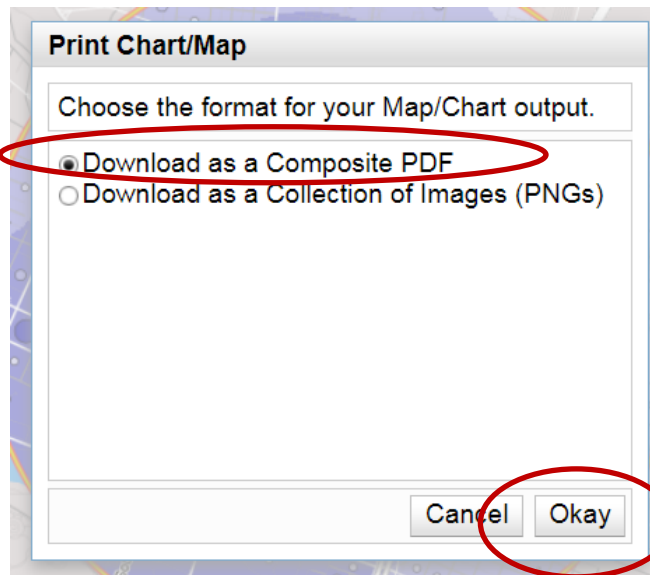 Print Chart/Map
Choose the format for your Map/Chart output.
Download as a Composite PDF
Download as a Collection of Images (PNGs)
Cancel Okay